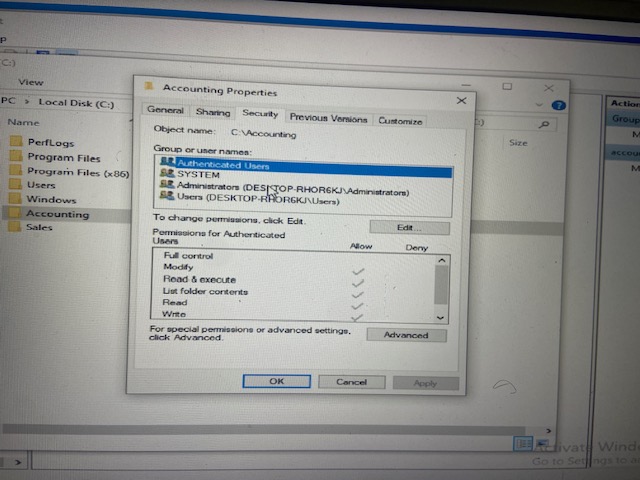 C:)
View
PC > Local Disk (C:)
Name
Size
PerfLogs
Program Files
Program Files (x86)
Users
Windows
Accounting
Sales
Accounting Properties
General Sharing Security Previous Versions Customize
Object name: C:\Accounting
Group or user names:
Authenticated Users
SYSTEM
Administrators (DESKTOP-RHOR6KJ\Administrators)
Users (DESKTOP-RHOR6KJ\Users)
To change permissions, click Edit.
Edit...
Permissions for Authenticated
Users
Allow Deny
Full control
Modify
Read & execute
List folder contents
Read
Write
For special permissions or advanced settings,
click Advanced.
Advanced
OK Cancel Apply
Action
Group
M
M
Go to Settings to a